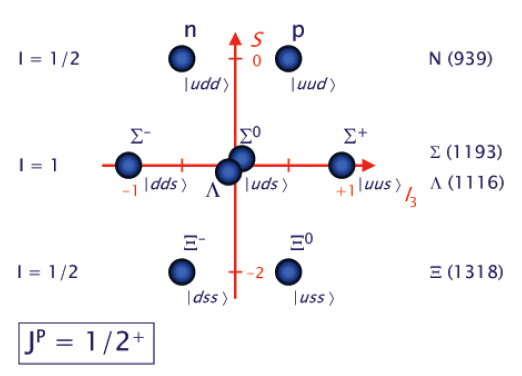 n S p
I = 1/2 0 N (939)
|udd ⟩ |uud ⟩
Σ⁻ Σ⁰ Σ⁺
I = 1 Σ (1193)
-1 |dds ⟩ Λ |uds ⟩ +1 |uus ⟩ I₃ Λ (1116)
Ξ⁻ Ξ⁰
I = 1/2 -2 Ξ (1318)
|dss ⟩ |uss ⟩
Jᴾ = 1/2⁺